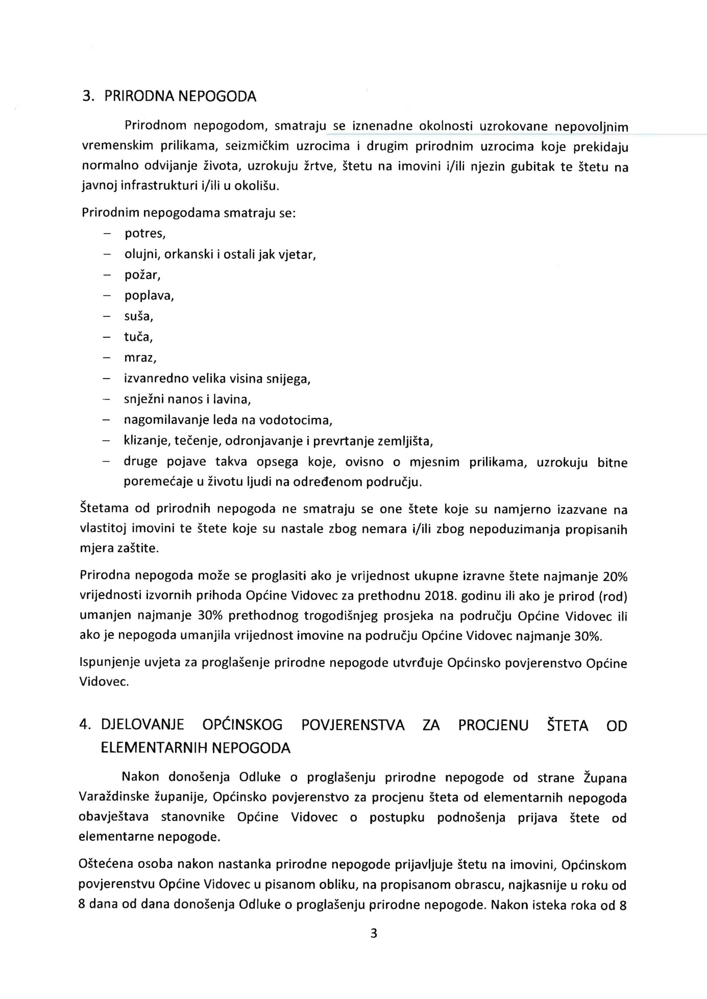 3. PRIRODNA NEPOGODA
Prirodnom nepogodom, smatraju se iznenadne okolnosti uzrokovane nepovoljnim
vremenskim prilikama, seizmičkim uzrocima i drugim prirodnim uzrocima koje prekidaju
normalno odvijanje života, uzrokuju žrtve, štetu na imovini i/ili njezin gubitak te štetu na
javnoj infrastrukturi i/ili u okolišu.
Prirodnim nepogodama smatraju se:
– potres,
– olujni, orkanski i ostali jak vjetar,
– požar,
– poplava,
– suša,
– tuča,
– mraz,
– izvanredno velika visina snijega,
– snježni nanos i lavina,
– nagomilavanje leda na vodotocima,
– klizanje, tečenje, odronjavanje i prevrtanje zemljišta,
– druge pojave takva opsega koje, ovisno o mjesnim prilikama, uzrokuju bitne
poremećaje u životu ljudi na određenom području.
Štetama od prirodnih nepogoda ne smatraju se one štete koje su namjerno izazvane na
vlastitoj imovini te štete koje su nastale zbog nemara i/ili zbog nepoduzimanja propisanih
mjera zaštite.
Prirodna nepogoda može se proglasiti ako je vrijednost ukupne izravne štete najmanje 20%
vrijednosti izvornih prihoda Općine Vidovec za prethodnu 2018. godinu ili ako je prirod (rod)
umanjen najmanje 30% prethodnog trogodišnjeg prosjeka na području Općine Vidovec ili
ako je nepogoda umanjila vrijednost imovine na području Općine Vidovec najmanje 30%.
Ispunjenje uvjeta za proglašenje prirodne nepogode utvrđuje Općinsko povjerenstvo Općine
Vidovec.
4. DJELOVANJE OPĆINSKOG POVJERENSTVA ZA PROCJENU ŠTETA OD
ELEMENTARNIH NEPOGODA
Nakon donošenja Odluke o proglašenju prirodne nepogode od strane Župana
Varaždinske županije, Općinsko povjerenstvo za procjenu šteta od elementarnih nepogoda
obavještava stanovnike Općine Vidovec o postupku podnošenja prijava štete od
elementarne nepogode.
Oštećena osoba nakon nastanka prirodne nepogode prijavljuje štetu na imovini, Općinskom
povjerenstvu Općine Vidovec u pisanom obliku, na propisanom obrascu, najkasnije u roku od
8 dana od dana donošenja Odluke o proglašenju prirodne nepogode. Nakon isteka roka od 8
3